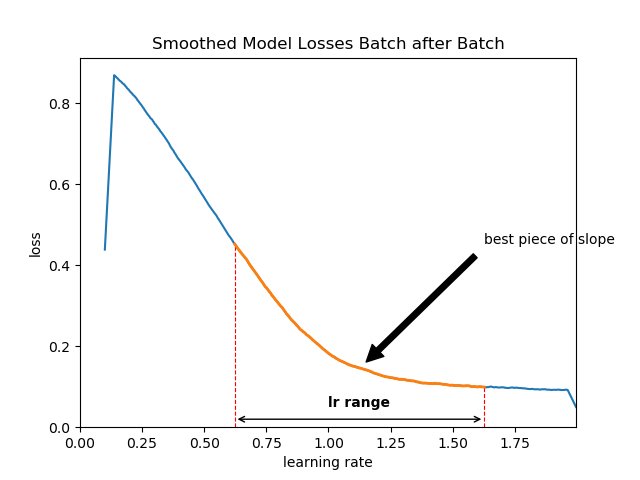 Smoothed Model Losses Batch after Batch
loss
0.8
0.6
0.4
0.2
0.0
best piece of slope
lr range
0.00 0.25 0.50 0.75 1.00 1.25 1.50 1.75
learning rate